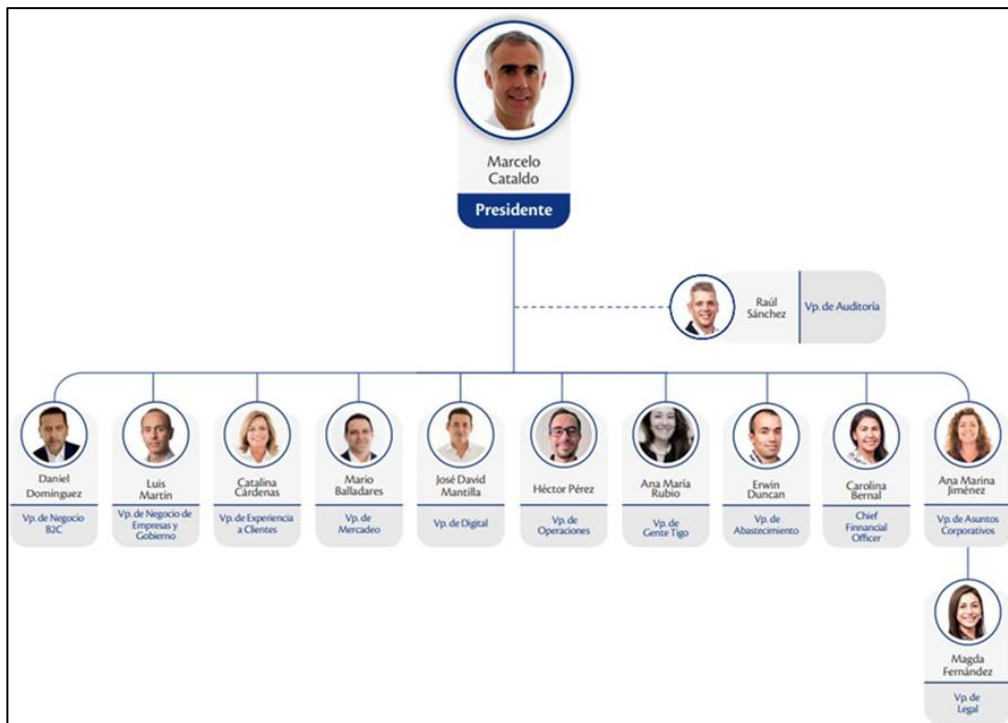 Marcelo
Cataldo
Presidente
Raúl
Sánchez
Vp. de Auditoría
Daniel
Domínguez
Vp. de Negocio
B2C
Luis
Martín
Vp. de Negocio de
Empresas y
Gobierno
Catalina
Cárdenas
Vp. de Experiencia
a Clientes
Mario
Balladares
Vp. de
Mercadeo
José David
Mantilla
Vp. de Digital
Héctor Pérez
Vp. de
Operaciones
Ana María
Rubio
Vp. de
Gente Tigo
Erwin
Duncan
Vp. de
Abastecimiento
Carolina
Bernal
Chief
Finnancial
Officer
Ana Marina
Jiménez
Vp. de Asuntos
Corporativos
Magda
Fernández
Vp. de
Legal